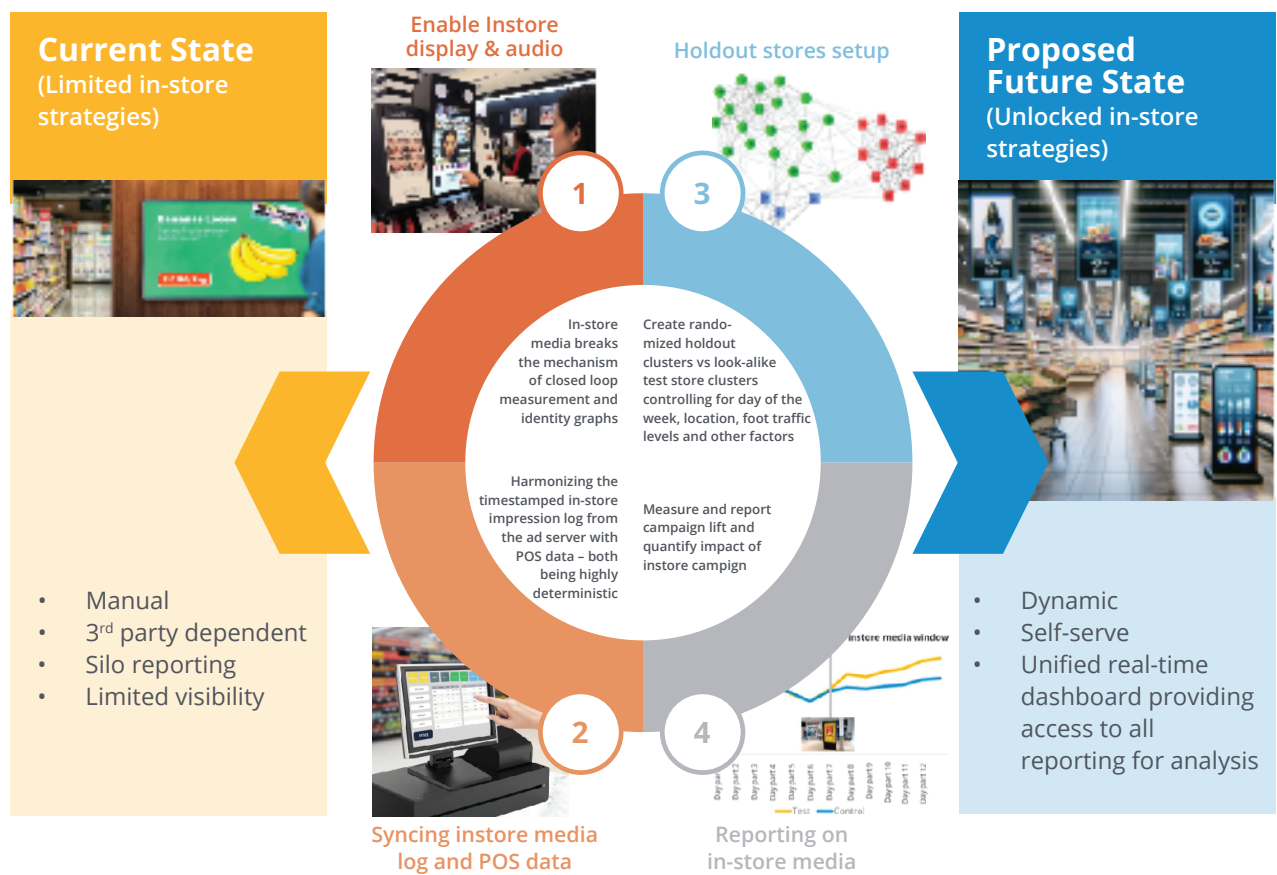 Current State
(Limited in-store
strategies)
Enable Instore
display & audio
1
In-store
media breaks
the mechanism
of closed loop
measurement and
identity graphs
Harmonizing the
timestamped in-store
impression log from
the ad server with
POS data – both
being highly
deterministic
2
Syncing instore media
log and POS data
Holdout stores setup
3
Create rando-
mized holdout
clusters vs look-alike
test store clusters
controlling for day of the
week, location, foot traffic
levels and other factors
Measure and report
campaign lift and
quantify impact of
instore campign
4
instore media window
Day part
Day part 2
Day part 3
Day part 4
Day part 5
Day part 6
Day part 7
Day part 8
Day part 9
Day part 10
Day part 11
Day part 12
Test
Control
Reporting on
in-store media
• Manual
• 3rd party dependent
• Silo reporting
• Limited visibility
Proposed
Future State
(Unlocked in-store
strategies)
• Dynamic
• Self-serve
• Unified real-time
dashboard providing
access to all
reporting for analysis